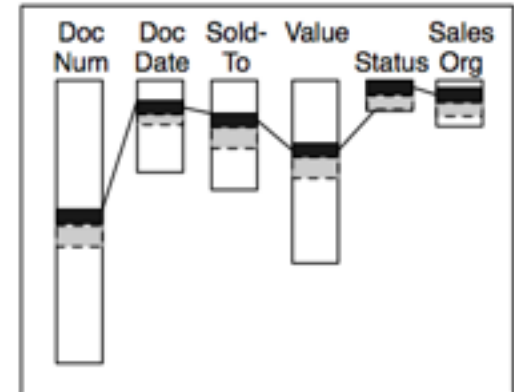 Doc Num
Doc Date
Sold-To
Value
Status
Sales Org